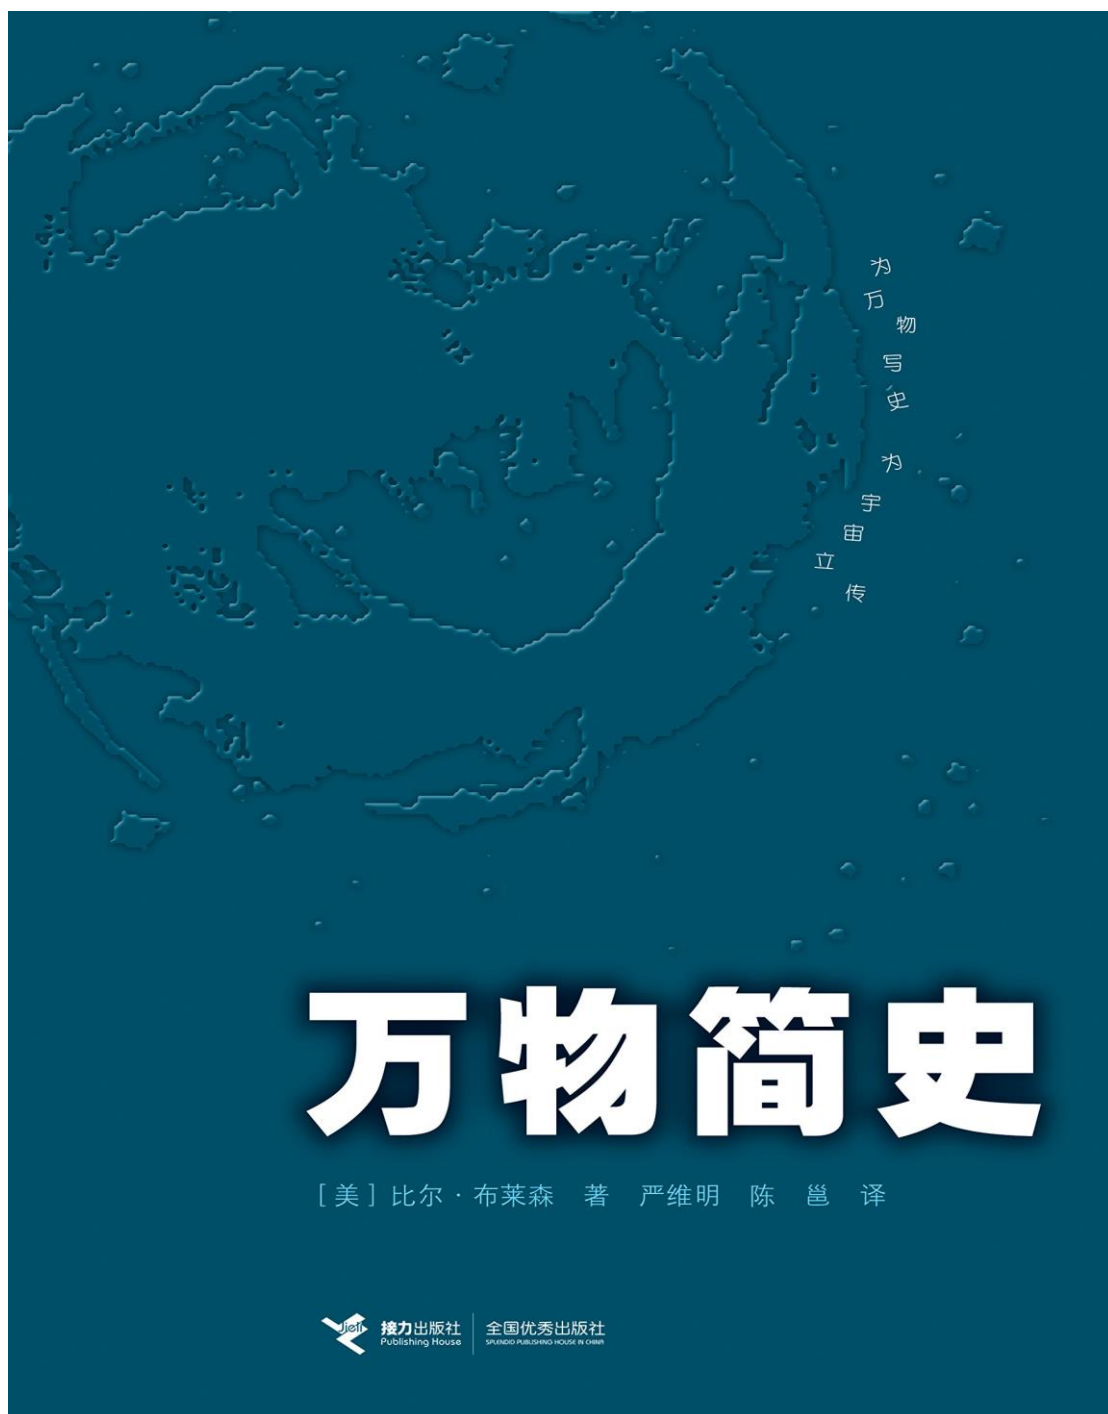 为万物写史 为宇宙立传
万物简史
[美]比尔·布莱森 著 严维明 陈 邕 译
Jieli 接力出版社 全国优秀出版社
Publishing House SPLENDID PUBLISHING HOUSE IN CHINA